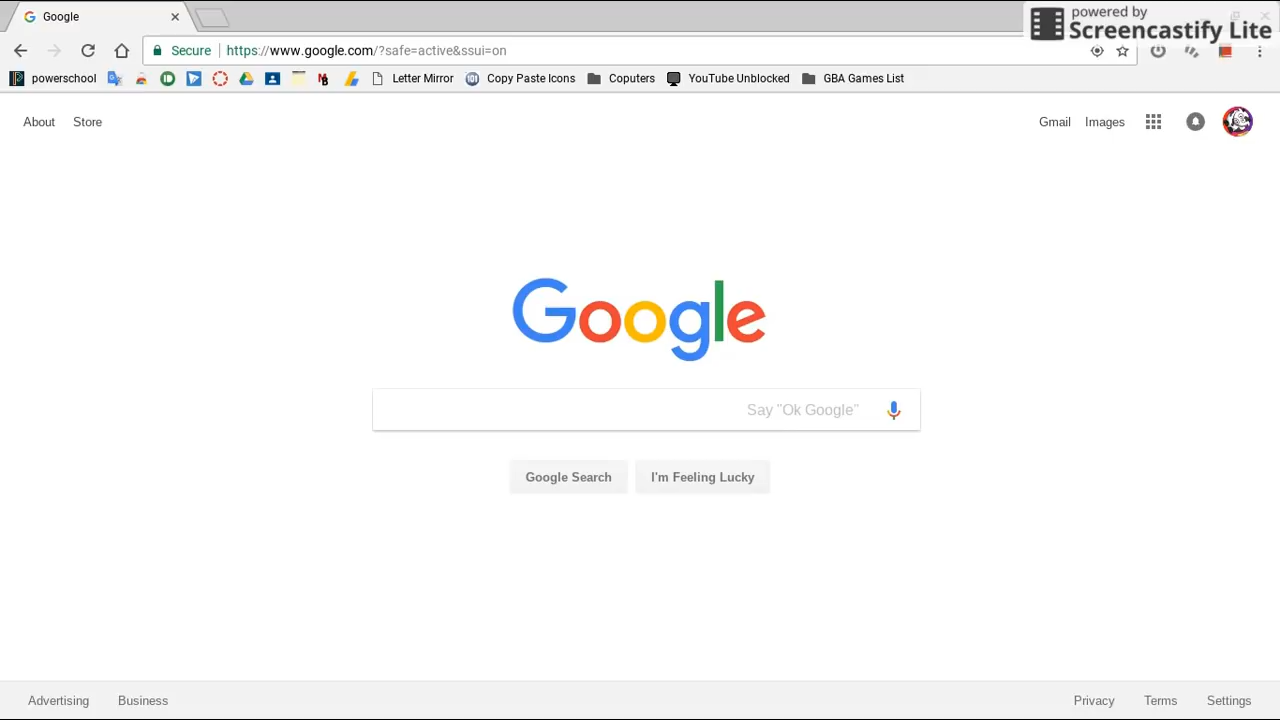 Google
powered by
Screencastify Lite
Secure https://www.google.com/?safe=active&ssui=on
powerschool Letter Mirror Copy Paste Icons Coputers YouTube Unblocked GBA Games List
About Store Gmail Images
Google
Say "Ok Google"
Google Search I'm Feeling Lucky
Advertising Business Privacy Terms Settings